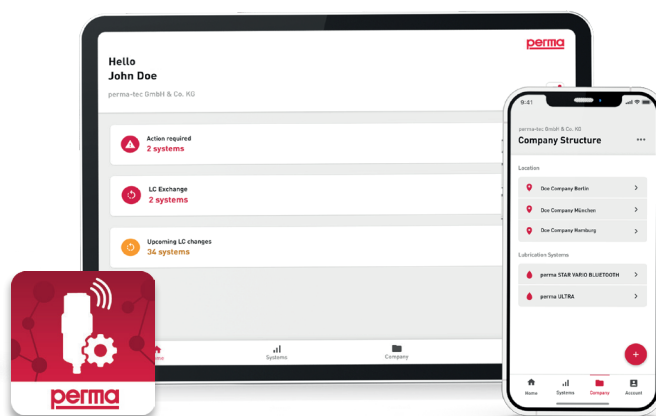 perma
Hello
John Doe
perma-tec GmbH & Co. KG
Action required
2 systems
LC Exchange
2 systems
Upcoming LC changes
34 systems
Systems
Company
perma
9:41
perma-tec GmbH & Co. KG
Company Structure
Location
Doe Company Berlin
Doe Company München
Doe Company Hamburg
Lubrication Systems
perma STAR VARIO BLUETOOTH
perma ULTRA
Home
Systems
Company
Account